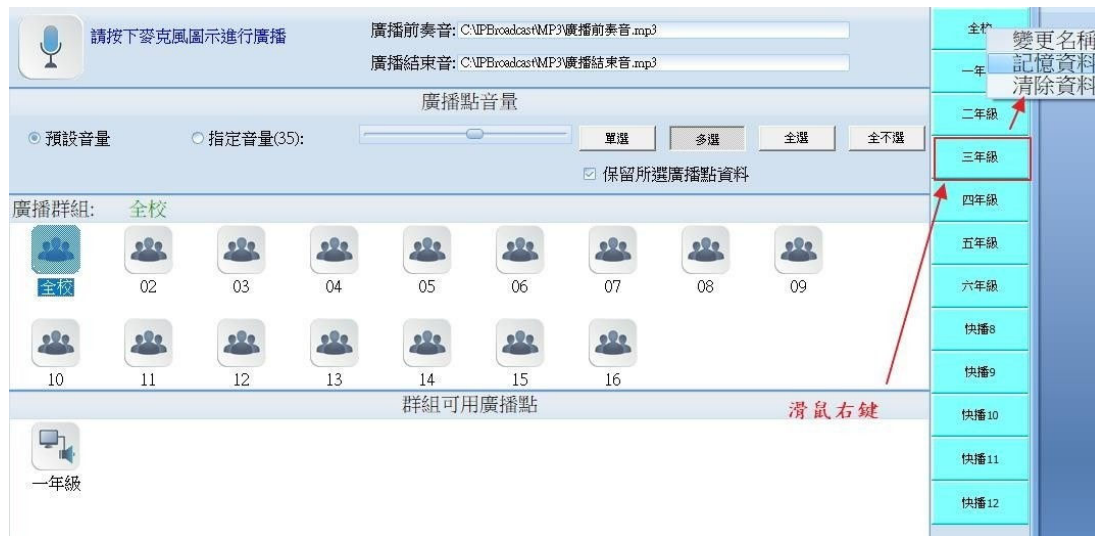 請按下麥克風圖示進行廣播
廣播前奏音: C:\IPBroadcast\MP3\廣播前奏音.mp3
廣播結束音: C:\IPBroadcast\MP3\廣播結束音.mp3
廣播點音量
預設音量
指定音量(35):
單選
多選
全選
全不選
保留所選廣播點資料
廣播群組: 全校
全校
02
03
04
05
06
07
08
09
10
11
12
13
14
15
16
群組可用廣播點
滑鼠右鍵
一年級
全校
一年
二年級
三年級
四年級
五年級
六年級
快播8
快播9
快播10
快播11
快播12
變更名稱
記憶資料
清除資料